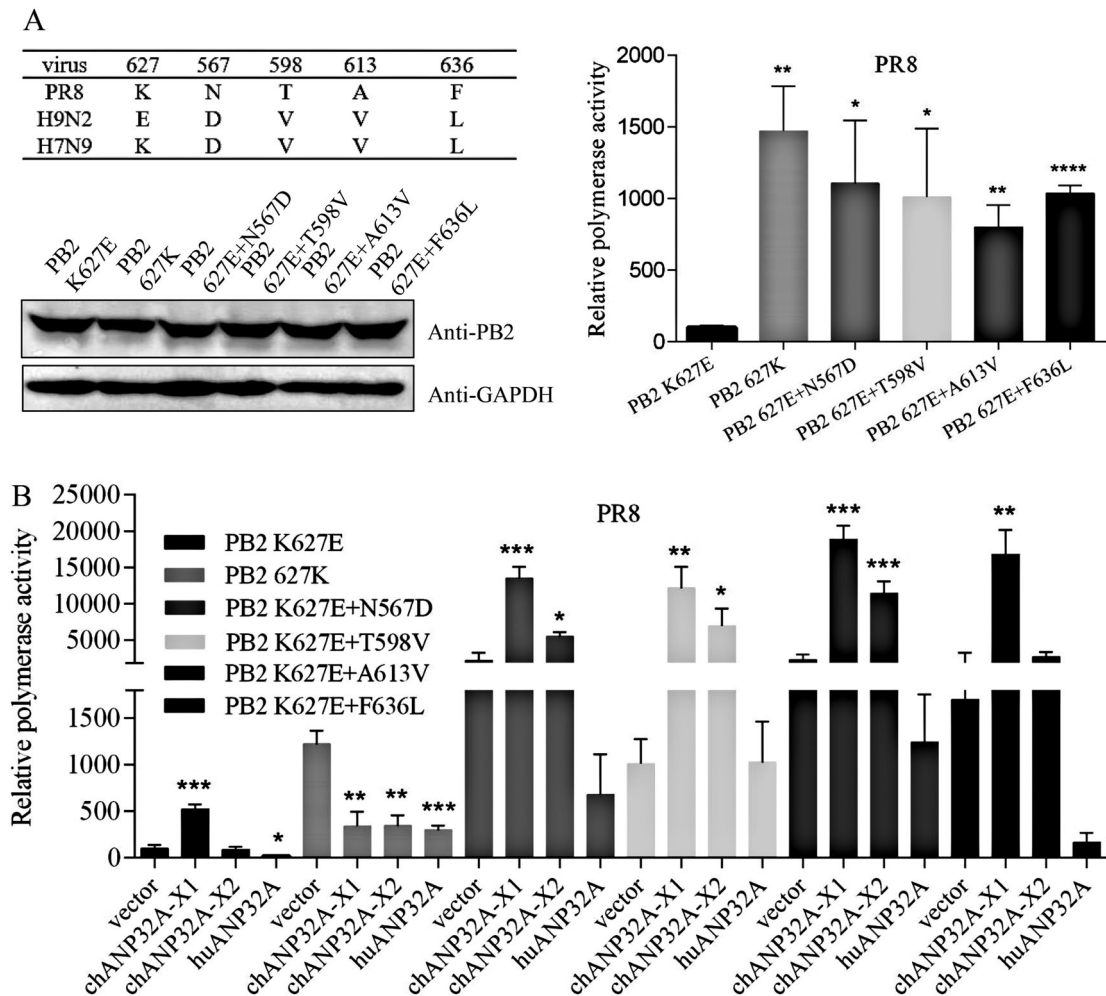 A
virus 627 567 598 613 636
PR8 K N T A F
H9N2 E D V V L
H7N9 K D V V L
PB2
K627E
PB2
627K
PB2
627E+N567D
PB2
627E+T598V
PB2
627E+A613V
PB2
627E+F636L
Anti-PB2
Anti-GAPDH
PR8
Relative polymerase activity
2000
1500
1000
500
0
** * * ** ****
PB2 K627E
PB2 627K
PB2 627E+N567D
PB2 627E+T598V
PB2 627E+A613V
PB2 627E+F636L
B
PR8
Relative polymerase activity
25000
20000
15000
10000
5000
1500
1000
500
0
PB2 K627E
PB2 627K
PB2 K627E+N567D
PB2 K627E+T598V
PB2 K627E+A613V
PB2 K627E+F636L
*** * ** ** *** *** * ** * *** *** **
vector
chANP32A-X1
chANP32A-X2
huANP32A
vector
chANP32A-X1
chANP32A-X2
huANP32A
vector
chANP32A-X1
chANP32A-X2
huANP32A
vector
chANP32A-X1
chANP32A-X2
huANP32A
vector
chANP32A-X1
chANP32A-X2
huANP32A
vector
chANP32A-X1
chANP32A-X2
huANP32A